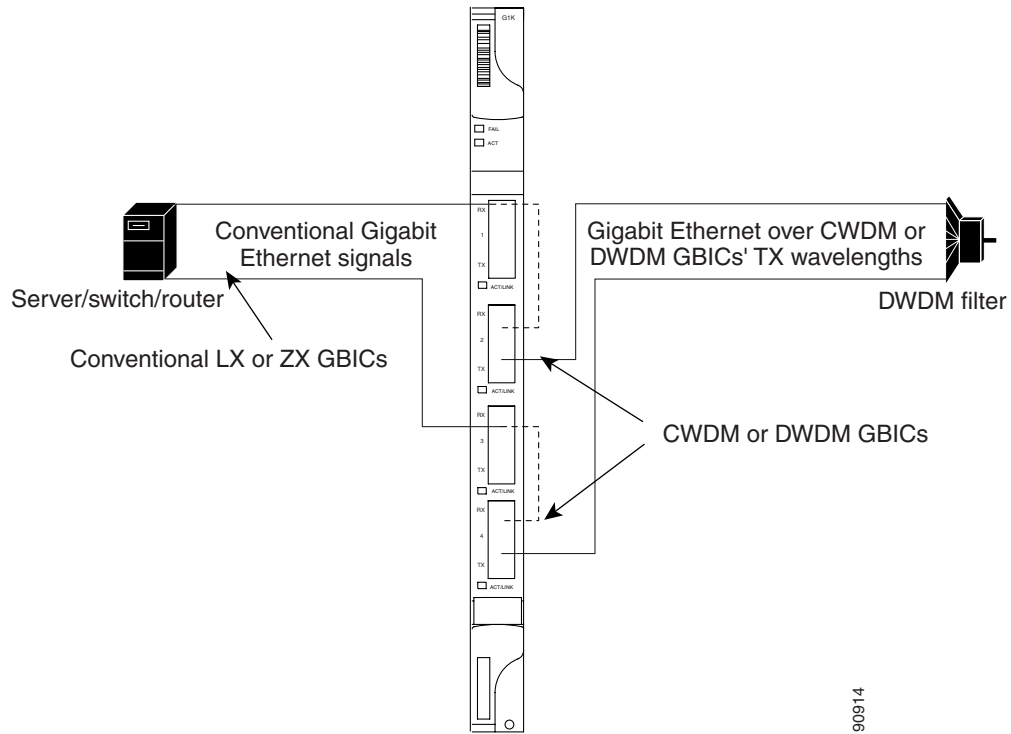 G1K
FAIL
ACT
RX
1
TX
ACT/LINK
RX
2
TX
ACT/LINK
RX
3
TX
ACT/LINK
RX
4
TX
ACT/LINK
Conventional Gigabit
Ethernet signals
Server/switch/router
Conventional LX or ZX GBICs
Gigabit Ethernet over CWDM or
DWDM GBICs' TX wavelengths
DWDM filter
CWDM or DWDM GBICs
90914